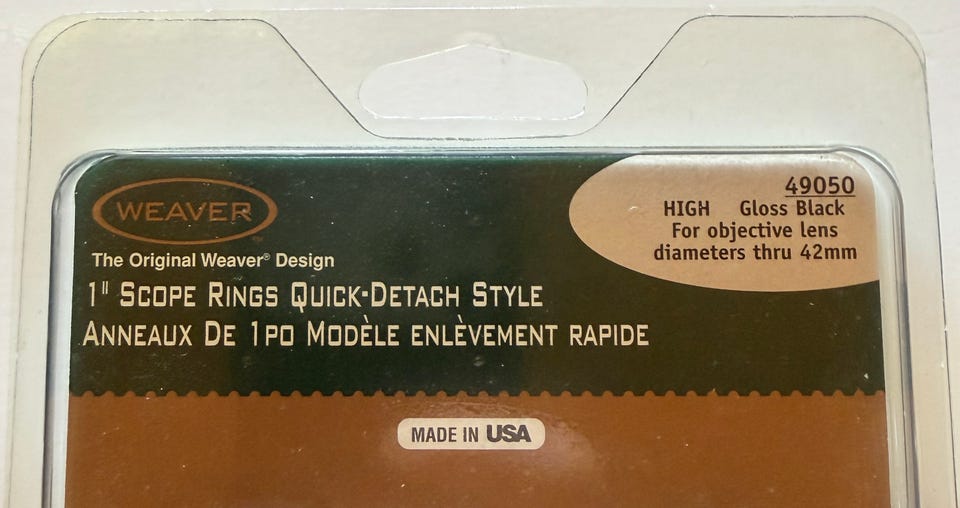 WEAVER
The Original Weaver® Design
1" SCOPE RINGS QUICK-DETACH STYLE
ANNEAUX DE 1PO MODÈLE ENLÈVEMENT RAPIDE
49050
HIGH Gloss Black
For objective lens
diameters thru 42mm
MADE IN USA